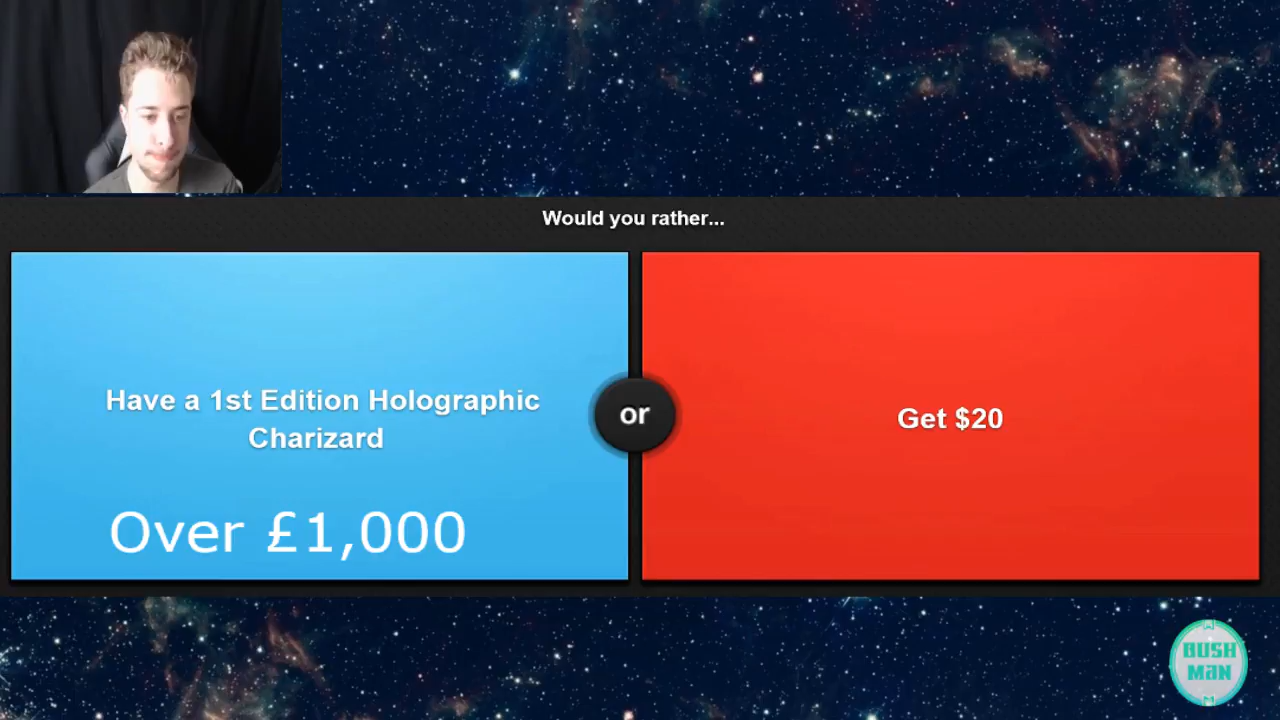 Would you rather...
Have a 1st Edition Holographic
Charizard
Over £1,000
or
Get $20
BUSH
MAN